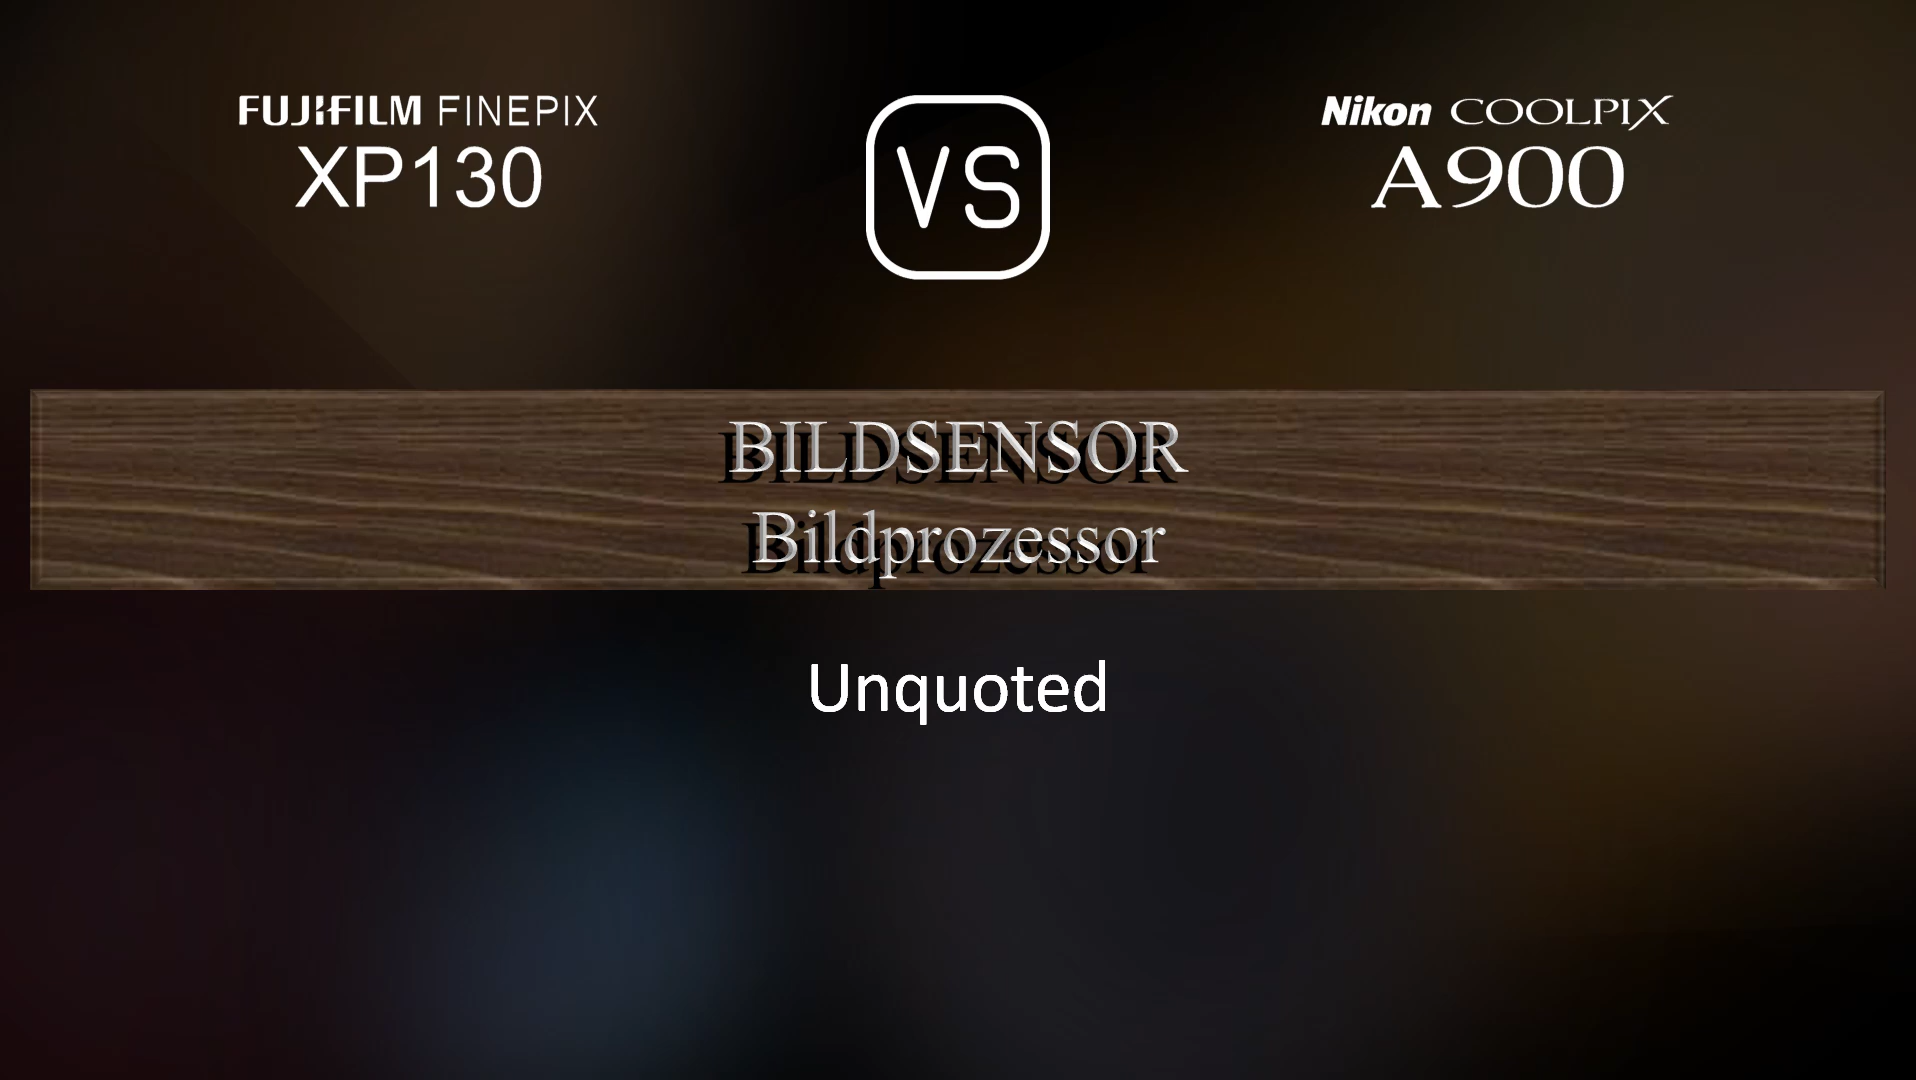 FUJIFILM FINEPIX
XP130
VS
Nikon COOLPIX
A900
BILDSENSOR
Bildprozessor
Unquoted